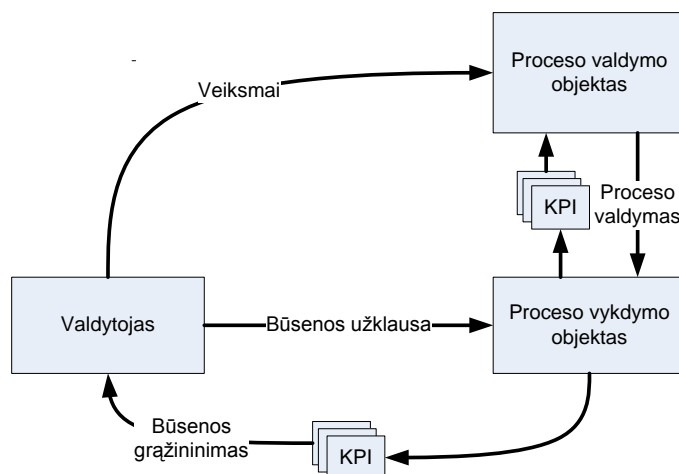 Proceso valdymo
objektas
Veiksmai
KPI
Proceso
valdymas
Valdytojas
Būsenos užklausa
Proceso vykdymo
objektas
Būsenos
grąžininimas
KPI